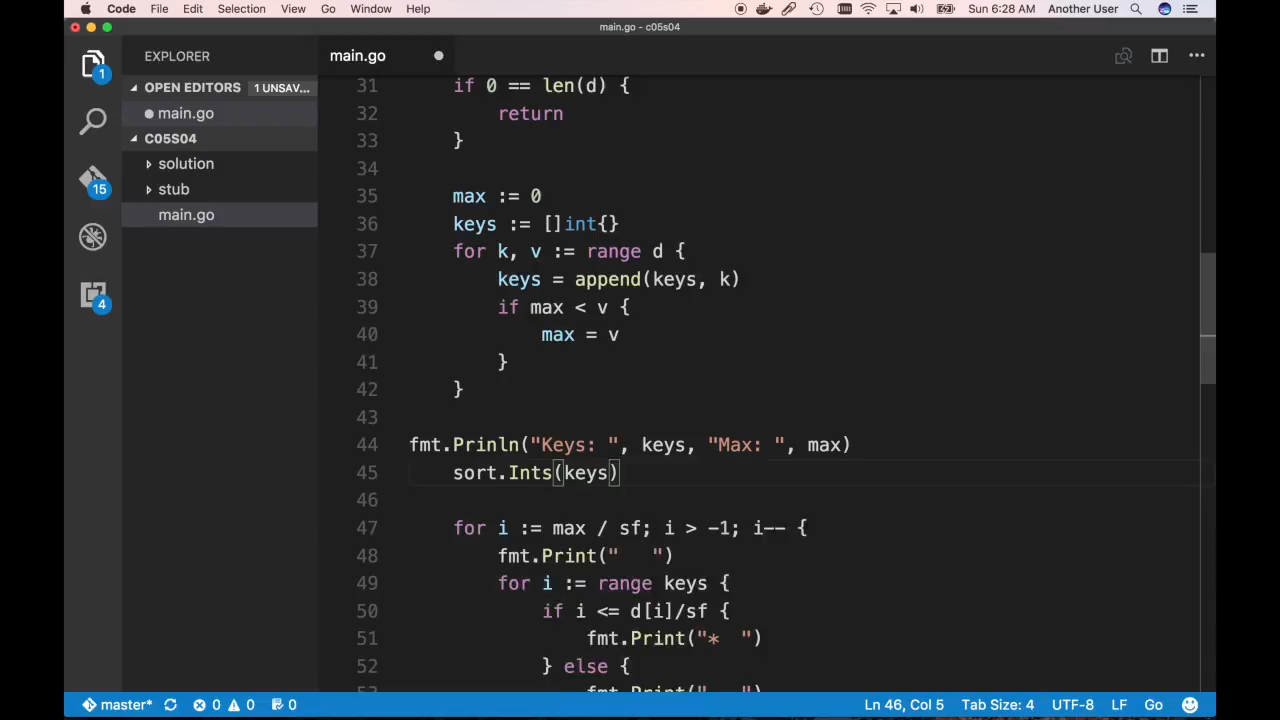 Code File Edit Selection View Go Window Help Sun 6:28 AM Another User
main.go - c05s04
EXPLORER
main.go
1
OPEN EDITORS 1 UNSAV...
main.go
C05S04
solution
stub
main.go
15
4
31 if 0 == len(d) {
32 return
33 }
34
35 max := 0
36 keys := []int{}
37 for k, v := range d {
38 keys = append(keys, k)
39 if max < v {
40 max = v
41 }
42 }
43
44 fmt.Prinln("Keys: ", keys, "Max: ", max)
45 sort.Ints(keys)
46
47 for i := max / sf; i > -1; i-- {
48 fmt.Print("   ")
49 for i := range keys {
50 if i <= d[i]/sf {
51 fmt.Print("*  ")
52 } else {
master* 0 0 0 Ln 46, Col 5 Tab Size: 4 UTF-8 LF Go